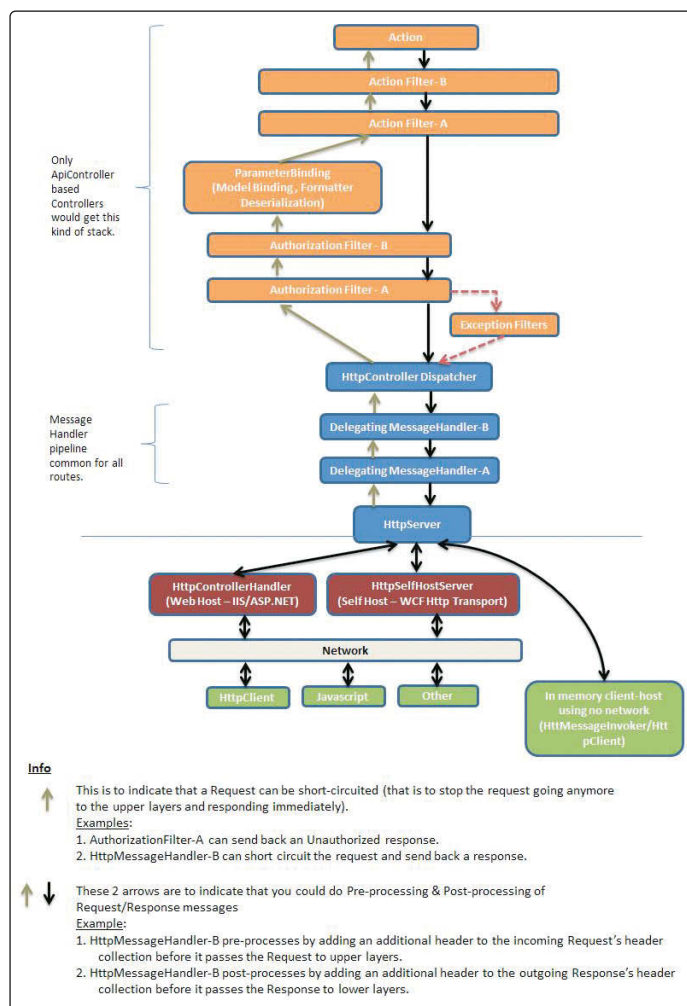 Action
Action Filter- B
Action Filter- A
Only
ApiController
based
Controllers
would get this
kind of stack.
ParameterBinding
(Model Binding, Formatter
Deserialization)
Authorization Filter - B
Authorization Filter - A
Exception Filters
HttpController Dispatcher
Message
Handler
pipeline
common for all
routes.
Delegating MessageHandler-B
Delegating MessageHandler-A
HttpServer
HttpControllerHandler
(Web Host – IIS/ASP.NET)
HttpSelfHostServer
(Self Host – WCF Http Transport)
Network
HttpClient
Javascript
Other
In memory client-host
using no network
(HttMessageInvoker/Htt
pClient)
Info
This is to indicate that a Request can be short-circuited (that is to stop the request going anymore
to the upper layers and responding immediately).
Examples:
1. AuthorizationFilter-A can send back an Unauthorized response.
2. HttpMessageHandler-B can short circuit the request and send back a response.
These 2 arrows are to indicate that you could do Pre-processing & Post-processing of
Request/Response messages
Example:
1. HttpMessageHandler-B pre-processes by adding an additional header to the incoming Request's header
collection before it passes the Request to upper layers.
2. HttpMessageHandler-B post-processes by adding an additional header to the outgoing Response's header
collection before it passes the Response to lower layers.